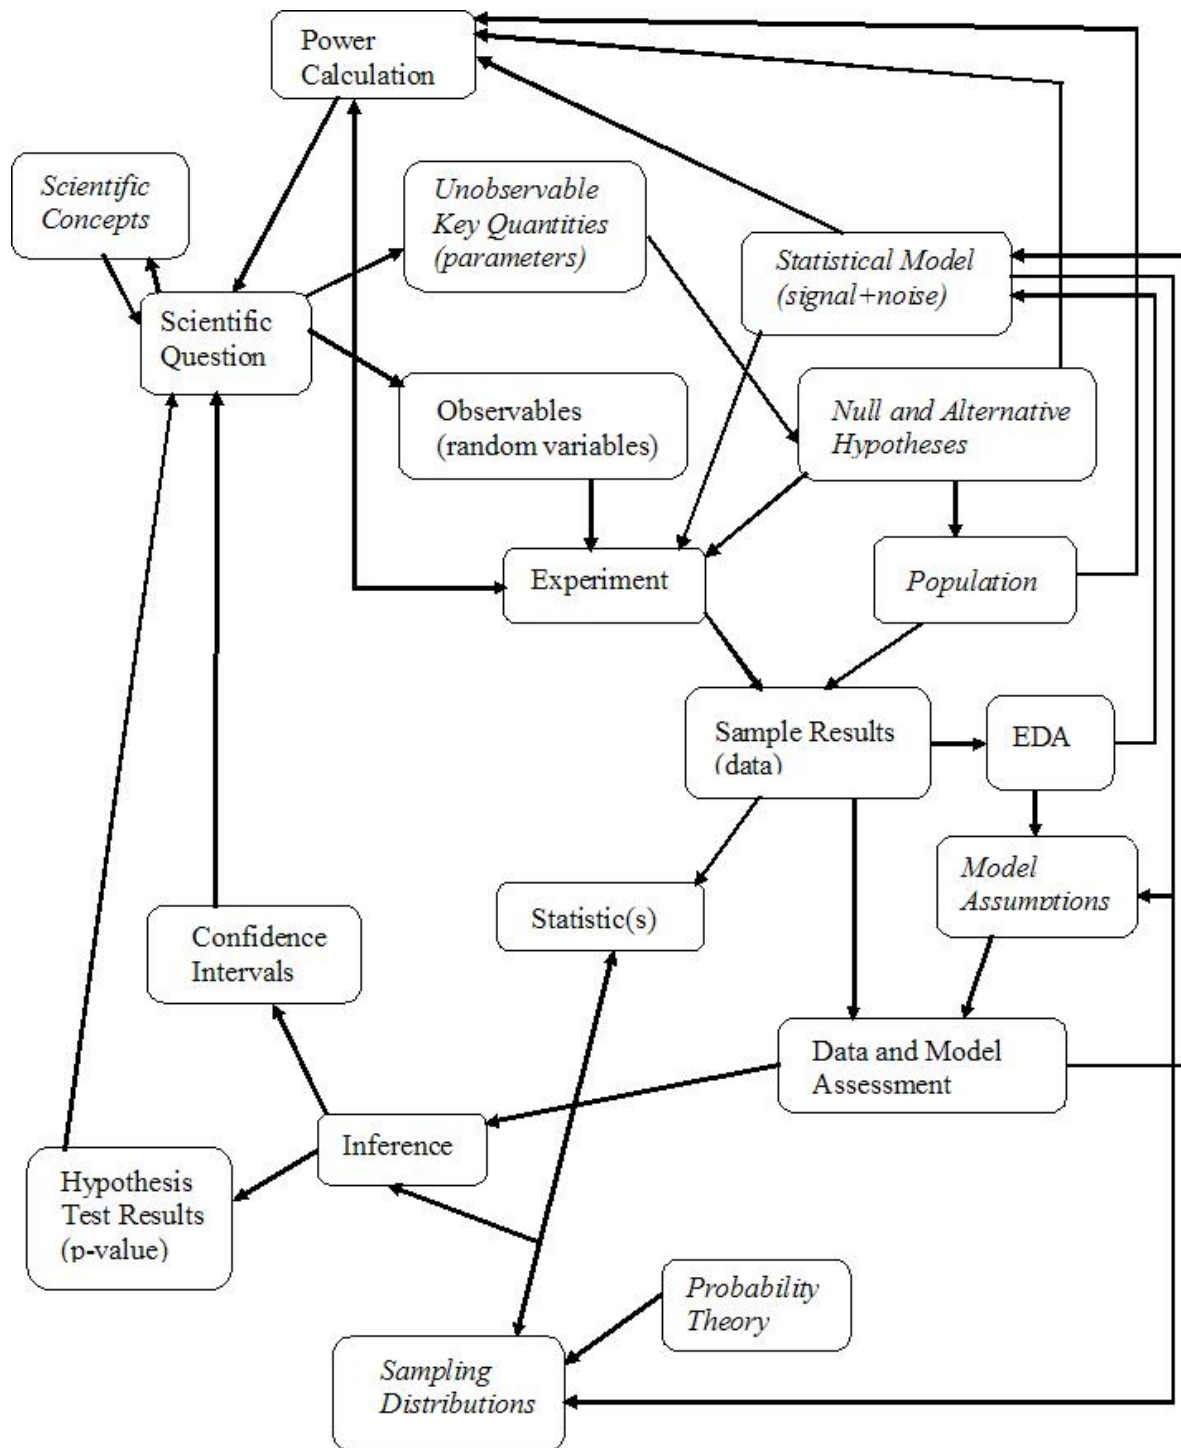 Power
Calculation
Scientific
Concepts
Unobservable
Key Quantities
(parameters)
Statistical Model
(signal+noise)
Scientific
Question
Observables
(random variables)
Null and Alternative
Hypotheses
Experiment
Population
Sample Results
(data)
EDA
Model
Assumptions
Statistic(s)
Confidence
Intervals
Data and Model
Assessment
Inference
Hypothesis
Test Results
(p-value)
Probability
Theory
Sampling
Distributions